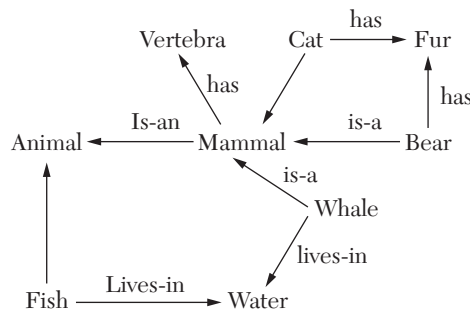 has
Vertebra Cat Fur
has has
Is-an is-a
Animal Mammal Bear
is-a
Whale
lives-in
Lives-in
Fish Water